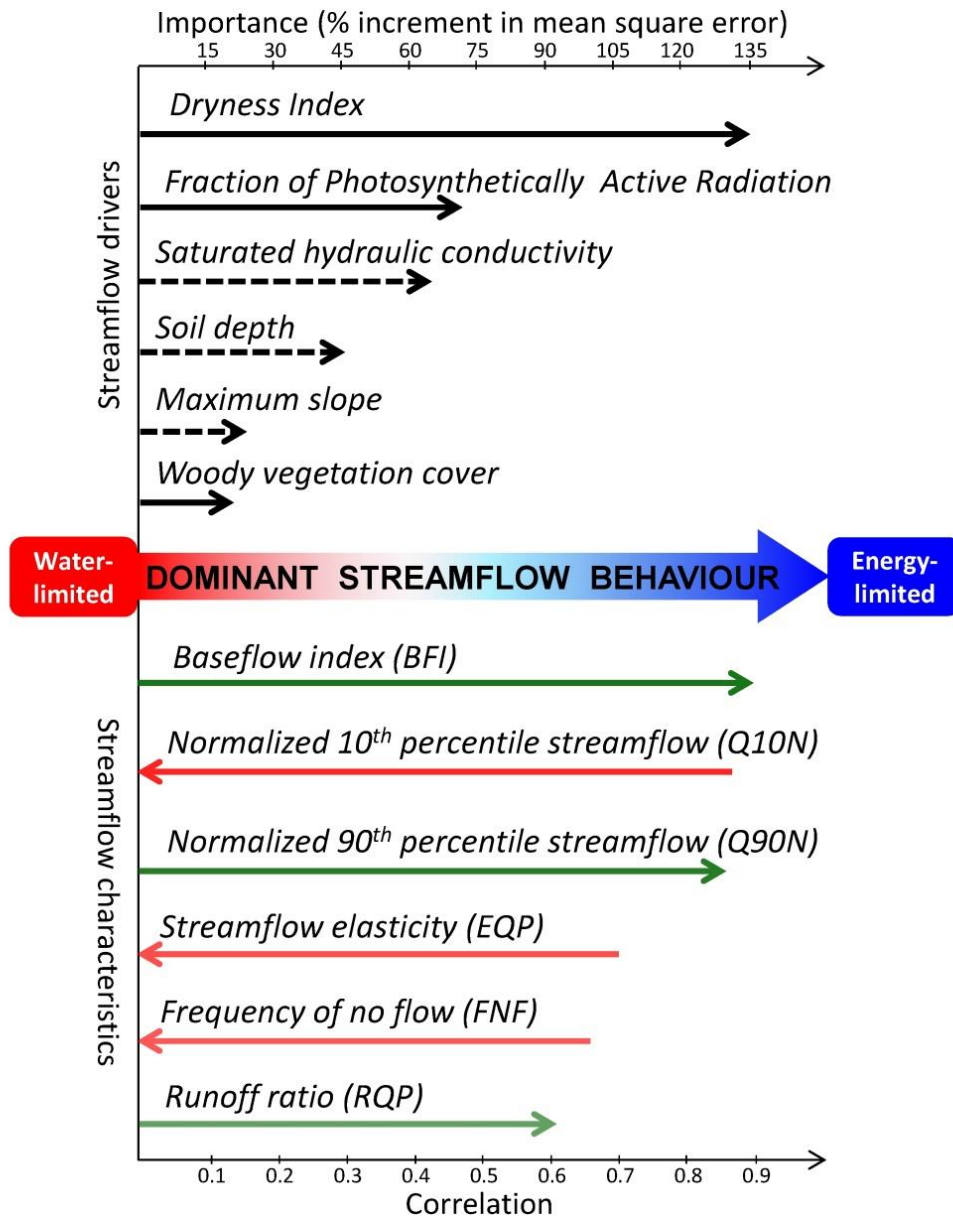 Importance (% increment in mean square error)
15 30 45 60 75 90 105 120 135
Streamflow drivers
Dryness Index
Fraction of Photosynthetically Active Radiation
Saturated hydraulic conductivity
Soil depth
Maximum slope
Woody vegetation cover
Water-
limited
DOMINANT STREAMFLOW BEHAVIOUR
Energy-
limited
Streamflow characteristics
Baseflow index (BFI)
Normalized 10th percentile streamflow (Q10N)
Normalized 90th percentile streamflow (Q90N)
Streamflow elasticity (EQP)
Frequency of no flow (FNF)
Runoff ratio (RQP)
0.1 0.2 0.3 0.4 0.5 0.6 0.7 0.8 0.9
Correlation